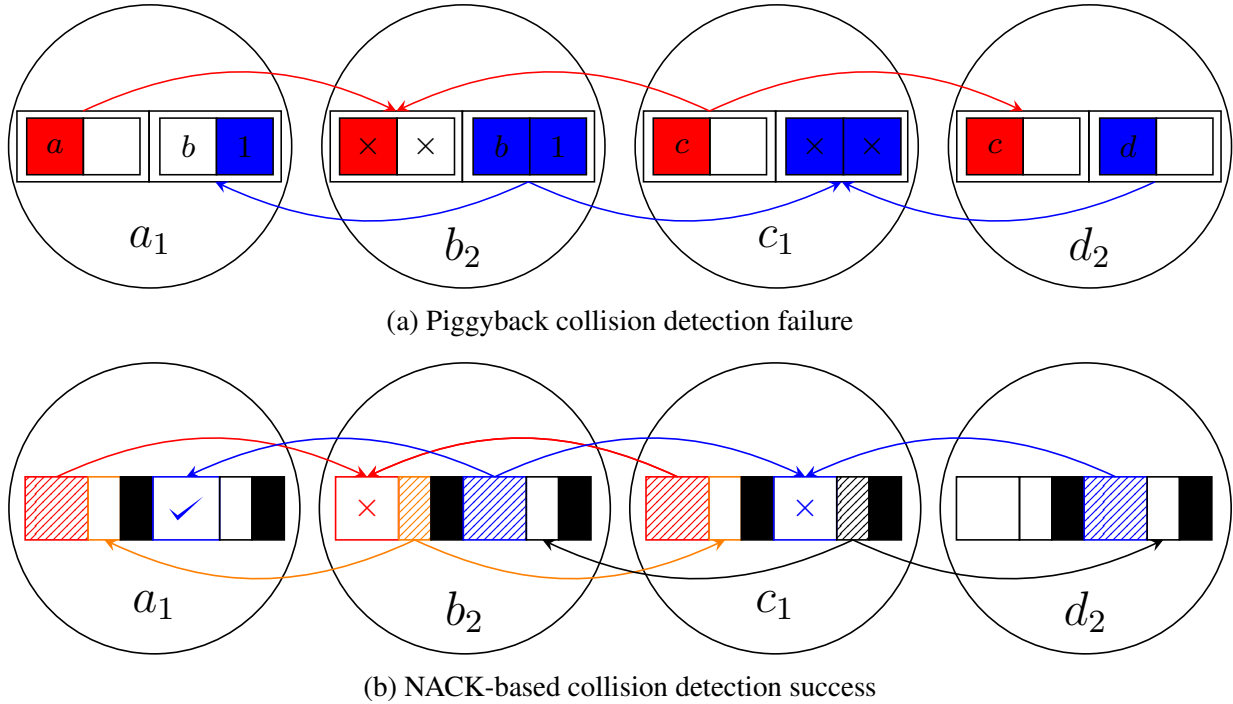 a b 1 × × b 1 c × × c d
a₁ b₂ c₁ d₂
(a) Piggyback collision detection failure
✓ × ×
a₁ b₂ c₁ d₂
(b) NACK-based collision detection success